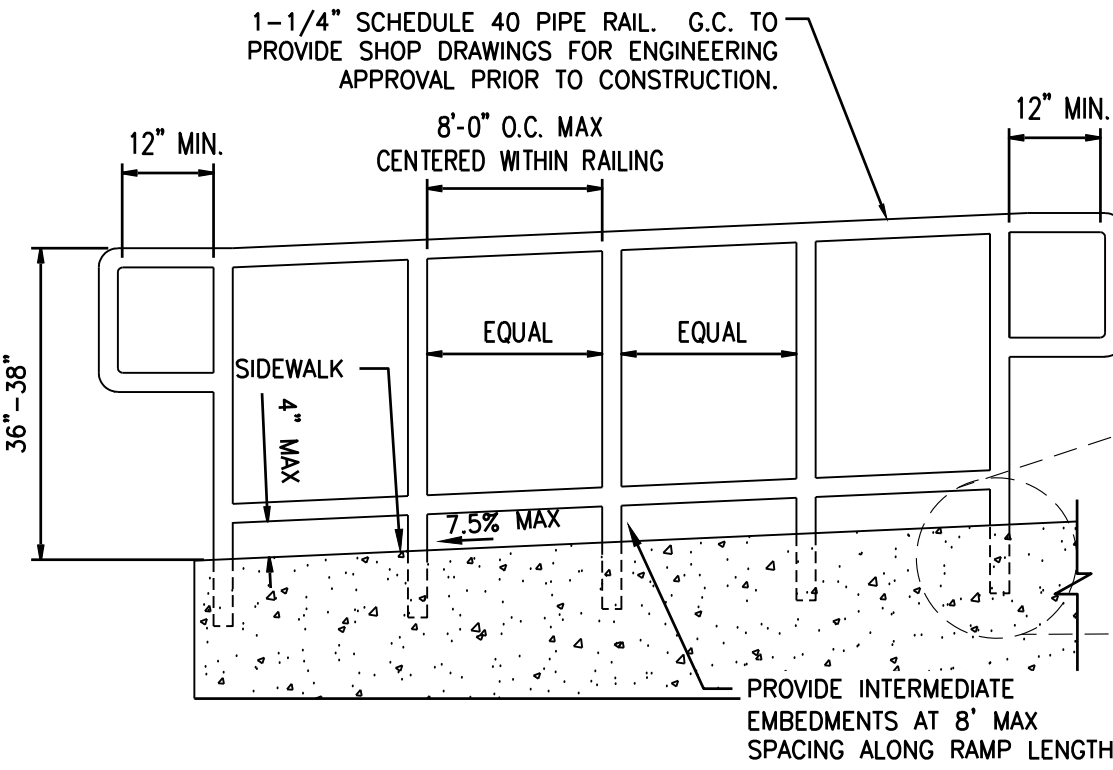 1-1/4" SCHEDULE 40 PIPE RAIL. G.C. TO
PROVIDE SHOP DRAWINGS FOR ENGINEERING
APPROVAL PRIOR TO CONSTRUCTION.
12" MIN.
8'-0" O.C. MAX
CENTERED WITHIN RAILING
12" MIN.
EQUAL
EQUAL
SIDEWALK
36"-38"
4" MAX
7.5% MAX
PROVIDE INTERMEDIATE
EMBEDMENTS AT 8' MAX
SPACING ALONG RAMP LENGTH